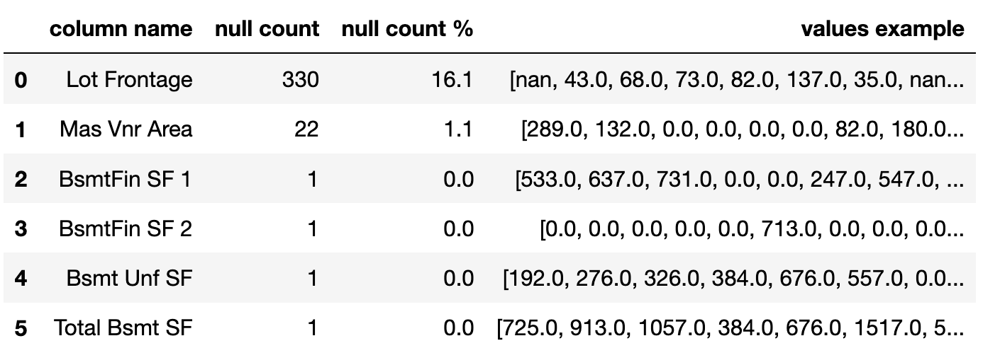 column name null count null count % values example
0 Lot Frontage 330 16.1 [nan, 43.0, 68.0, 73.0, 82.0, 137.0, 35.0, nan...
1 Mas Vnr Area 22 1.1 [289.0, 132.0, 0.0, 0.0, 0.0, 0.0, 82.0, 180.0...
2 BsmtFin SF 1 1 0.0 [533.0, 637.0, 731.0, 0.0, 0.0, 247.0, 547.0, ...
3 BsmtFin SF 2 1 0.0 [0.0, 0.0, 0.0, 0.0, 0.0, 713.0, 0.0, 0.0, 0.0...
4 Bsmt Unf SF 1 0.0 [192.0, 276.0, 326.0, 384.0, 676.0, 557.0, 0.0...
5 Total Bsmt SF 1 0.0 [725.0, 913.0, 1057.0, 384.0, 676.0, 1517.0, 5...